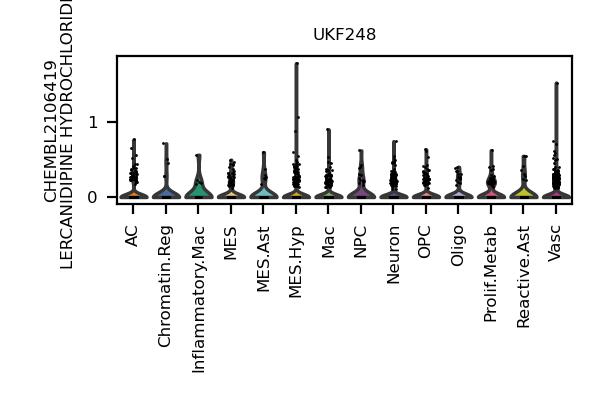 UKF248
CHEMBL2106419
LERCANIDIPINE
1
0
AC
Chromatin.Reg
Inflammatory.Mac
MES
MES.Ast
MES.Hyp
Mac
NPC
Neuron
OPC
Oligo
Prolif.Metab
Reactive.Ast
Vasc